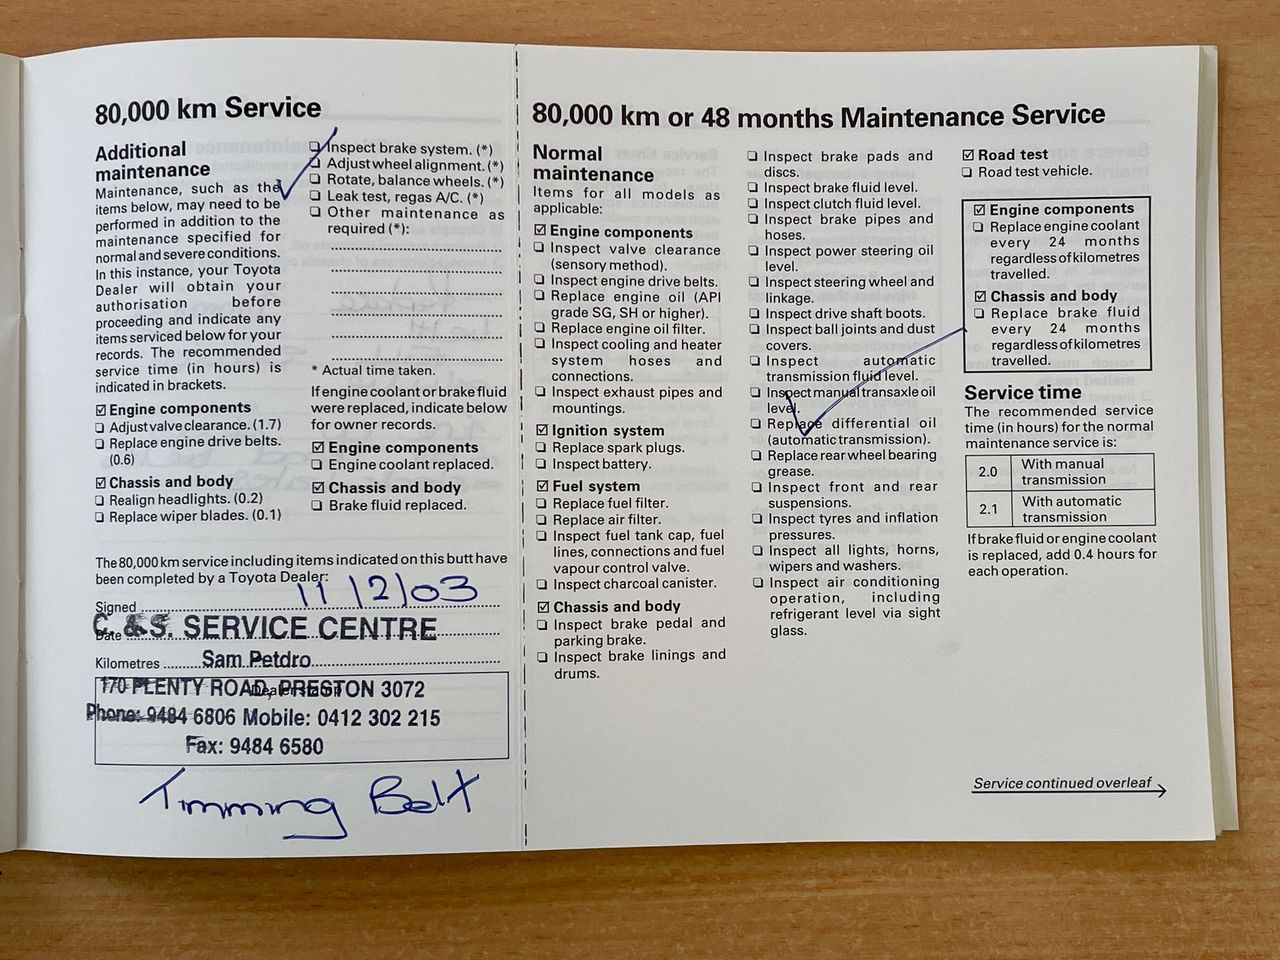 80,000 km Service
Additional
maintenance
Maintenance, such as the
items below, may need to be
performed in addition to the
maintenance specified for
normal and severe conditions.
In this instance, your Toyota
Dealer will obtain your
authorisation before
proceeding and indicate any
items serviced below for your
records. The recommended
service time (in hours) is
indicated in brackets.
☑ Engine components
❏ Adjust valve clearance. (1.7)
❏ Replace engine drive belts.
(0.6)
☑ Chassis and body
❏ Realign headlights. (0.2)
❏ Replace wiper blades. (0.1)
❏ Inspect brake system. (*)
❏ Adjust wheel alignment. (*)
❏ Rotate, balance wheels. (*)
❏ Leak test, regas A/C. (*)
❏ Other maintenance as
required (*):
* Actual time taken.
If engine coolant or brake fluid
were replaced, indicate below
for owner records.
☑ Engine components
❏ Engine coolant replaced.
☑ Chassis and body
❏ Brake fluid replaced.
The 80,000 km service including items indicated on this butt have
been completed by a Toyota Dealer:
Signed 11/2/03
C. & S. SERVICE CENTRE
Date
Kilometres Sam Petdro
170 PLENTY ROAD, PRESTON 3072
Dealer stamp
Phone: 9484 6806 Mobile: 0412 302 215
Fax: 9484 6580
Timming Belt
80,000 km or 48 months Maintenance Service
Normal
maintenance
Items for all models as
applicable:
☑ Engine components
❏ Inspect valve clearance
(sensory method).
❏ Inspect engine drive belts.
❏ Replace engine oil (API
grade SG, SH or higher).
❏ Replace engine oil filter.
❏ Inspect cooling and heater
system hoses and
connections.
❏ Inspect exhaust pipes and
mountings.
☑ Ignition system
❏ Replace spark plugs.
❏ Inspect battery.
☑ Fuel system
❏ Replace fuel filter.
❏ Replace air filter.
❏ Inspect fuel tank cap, fuel
lines, connections and fuel
vapour control valve.
❏ Inspect charcoal canister.
☑ Chassis and body
❏ Inspect brake pedal and
parking brake.
❏ Inspect brake linings and
drums.
❏ Inspect brake pads and
discs.
❏ Inspect brake fluid level.
❏ Inspect clutch fluid level.
❏ Inspect brake pipes and
hoses.
❏ Inspect power steering oil
level.
❏ Inspect steering wheel and
linkage.
❏ Inspect drive shaft boots.
❏ Inspect ball joints and dust
covers.
❏ Inspect automatic
transmission fluid level.
❏ Inspect manual transaxle oil
level.
❏ Replace differential oil
(automatic transmission).
❏ Replace rear wheel bearing
grease.
❏ Inspect front and rear
suspensions.
❏ Inspect tyres and inflation
pressures.
❏ Inspect all lights, horns,
wipers and washers.
❏ Inspect air conditioning
operation, including
refrigerant level via sight
glass.
☑ Road test
❏ Road test vehicle.
☑ Engine components
❏ Replace engine coolant
every 24 months
regardless of kilometres
travelled.
☑ Chassis and body
❏ Replace brake fluid
every 24 months
regardless of kilometres
travelled.
Service time
The recommended service
time (in hours) for the normal
maintenance service is:
2.0 With manual
transmission
2.1 With automatic
transmission
If brake fluid or engine coolant
is replaced, add 0.4 hours for
each operation.
Service continued overleaf